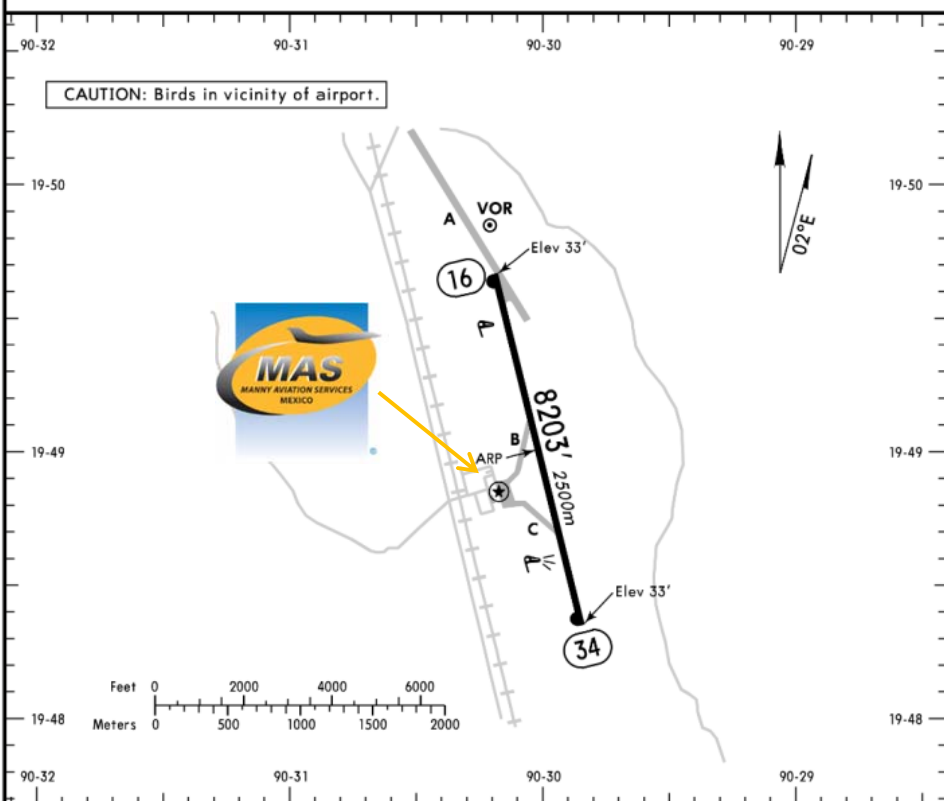 90-32 90-31 90-30 90-29
CAUTION: Birds in vicinity of airport.
19-50 19-50
A VOR
Elev 33'
16
02°E
MAS
MANNY AVIATION SERVICES
MEXICO
®
8203'
2500m
B
19-49 19-49
ARP
C
Elev 33'
34
Feet 0 2000 4000 6000
Meters 0 500 1000 1500 2000
19-48 19-48
90-32 90-31 90-30 90-29